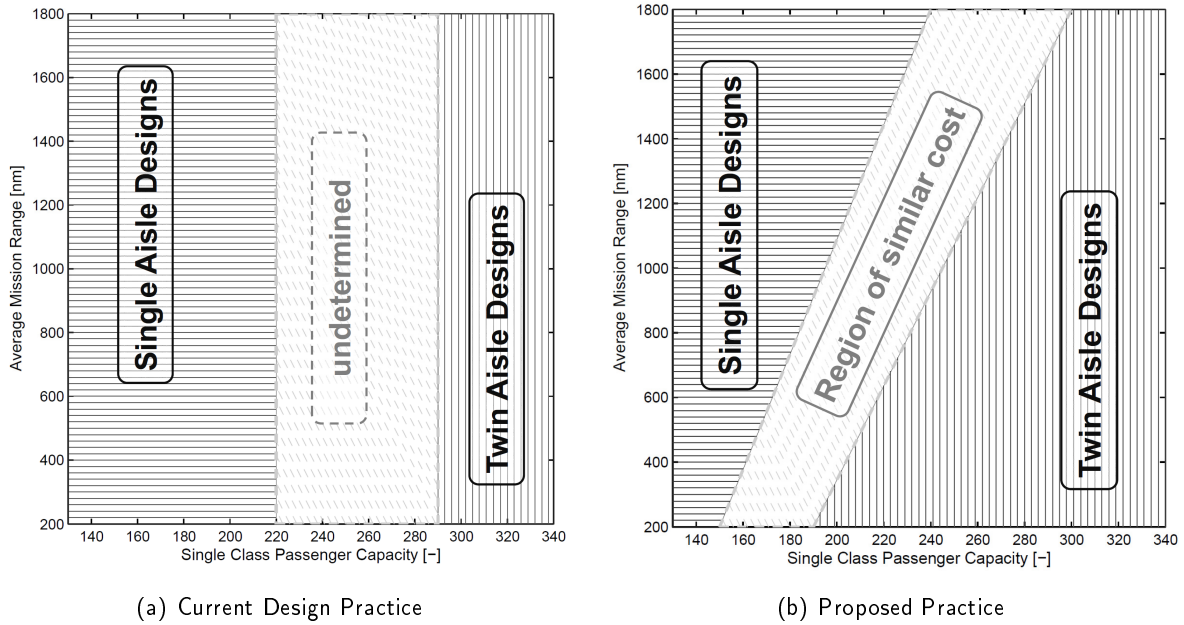 1800
1600
1400
1200
1000
800
600
400
200
Average Mission Range [nm]
Single Aisle Designs
undetermined
Twin Aisle Designs
140 160 180 200 220 240 260 280 300 320 340
Single Class Passenger Capacity [−]
(a) Current Design Practice
1800
1600
1400
1200
1000
800
600
400
200
Average Mission Range [nm]
Single Aisle Designs
Region of similar cost
Twin Aisle Designs
140 160 180 200 220 240 260 280 300 320 340
Single Class Passenger Capacity [−]
(b) Proposed Practice